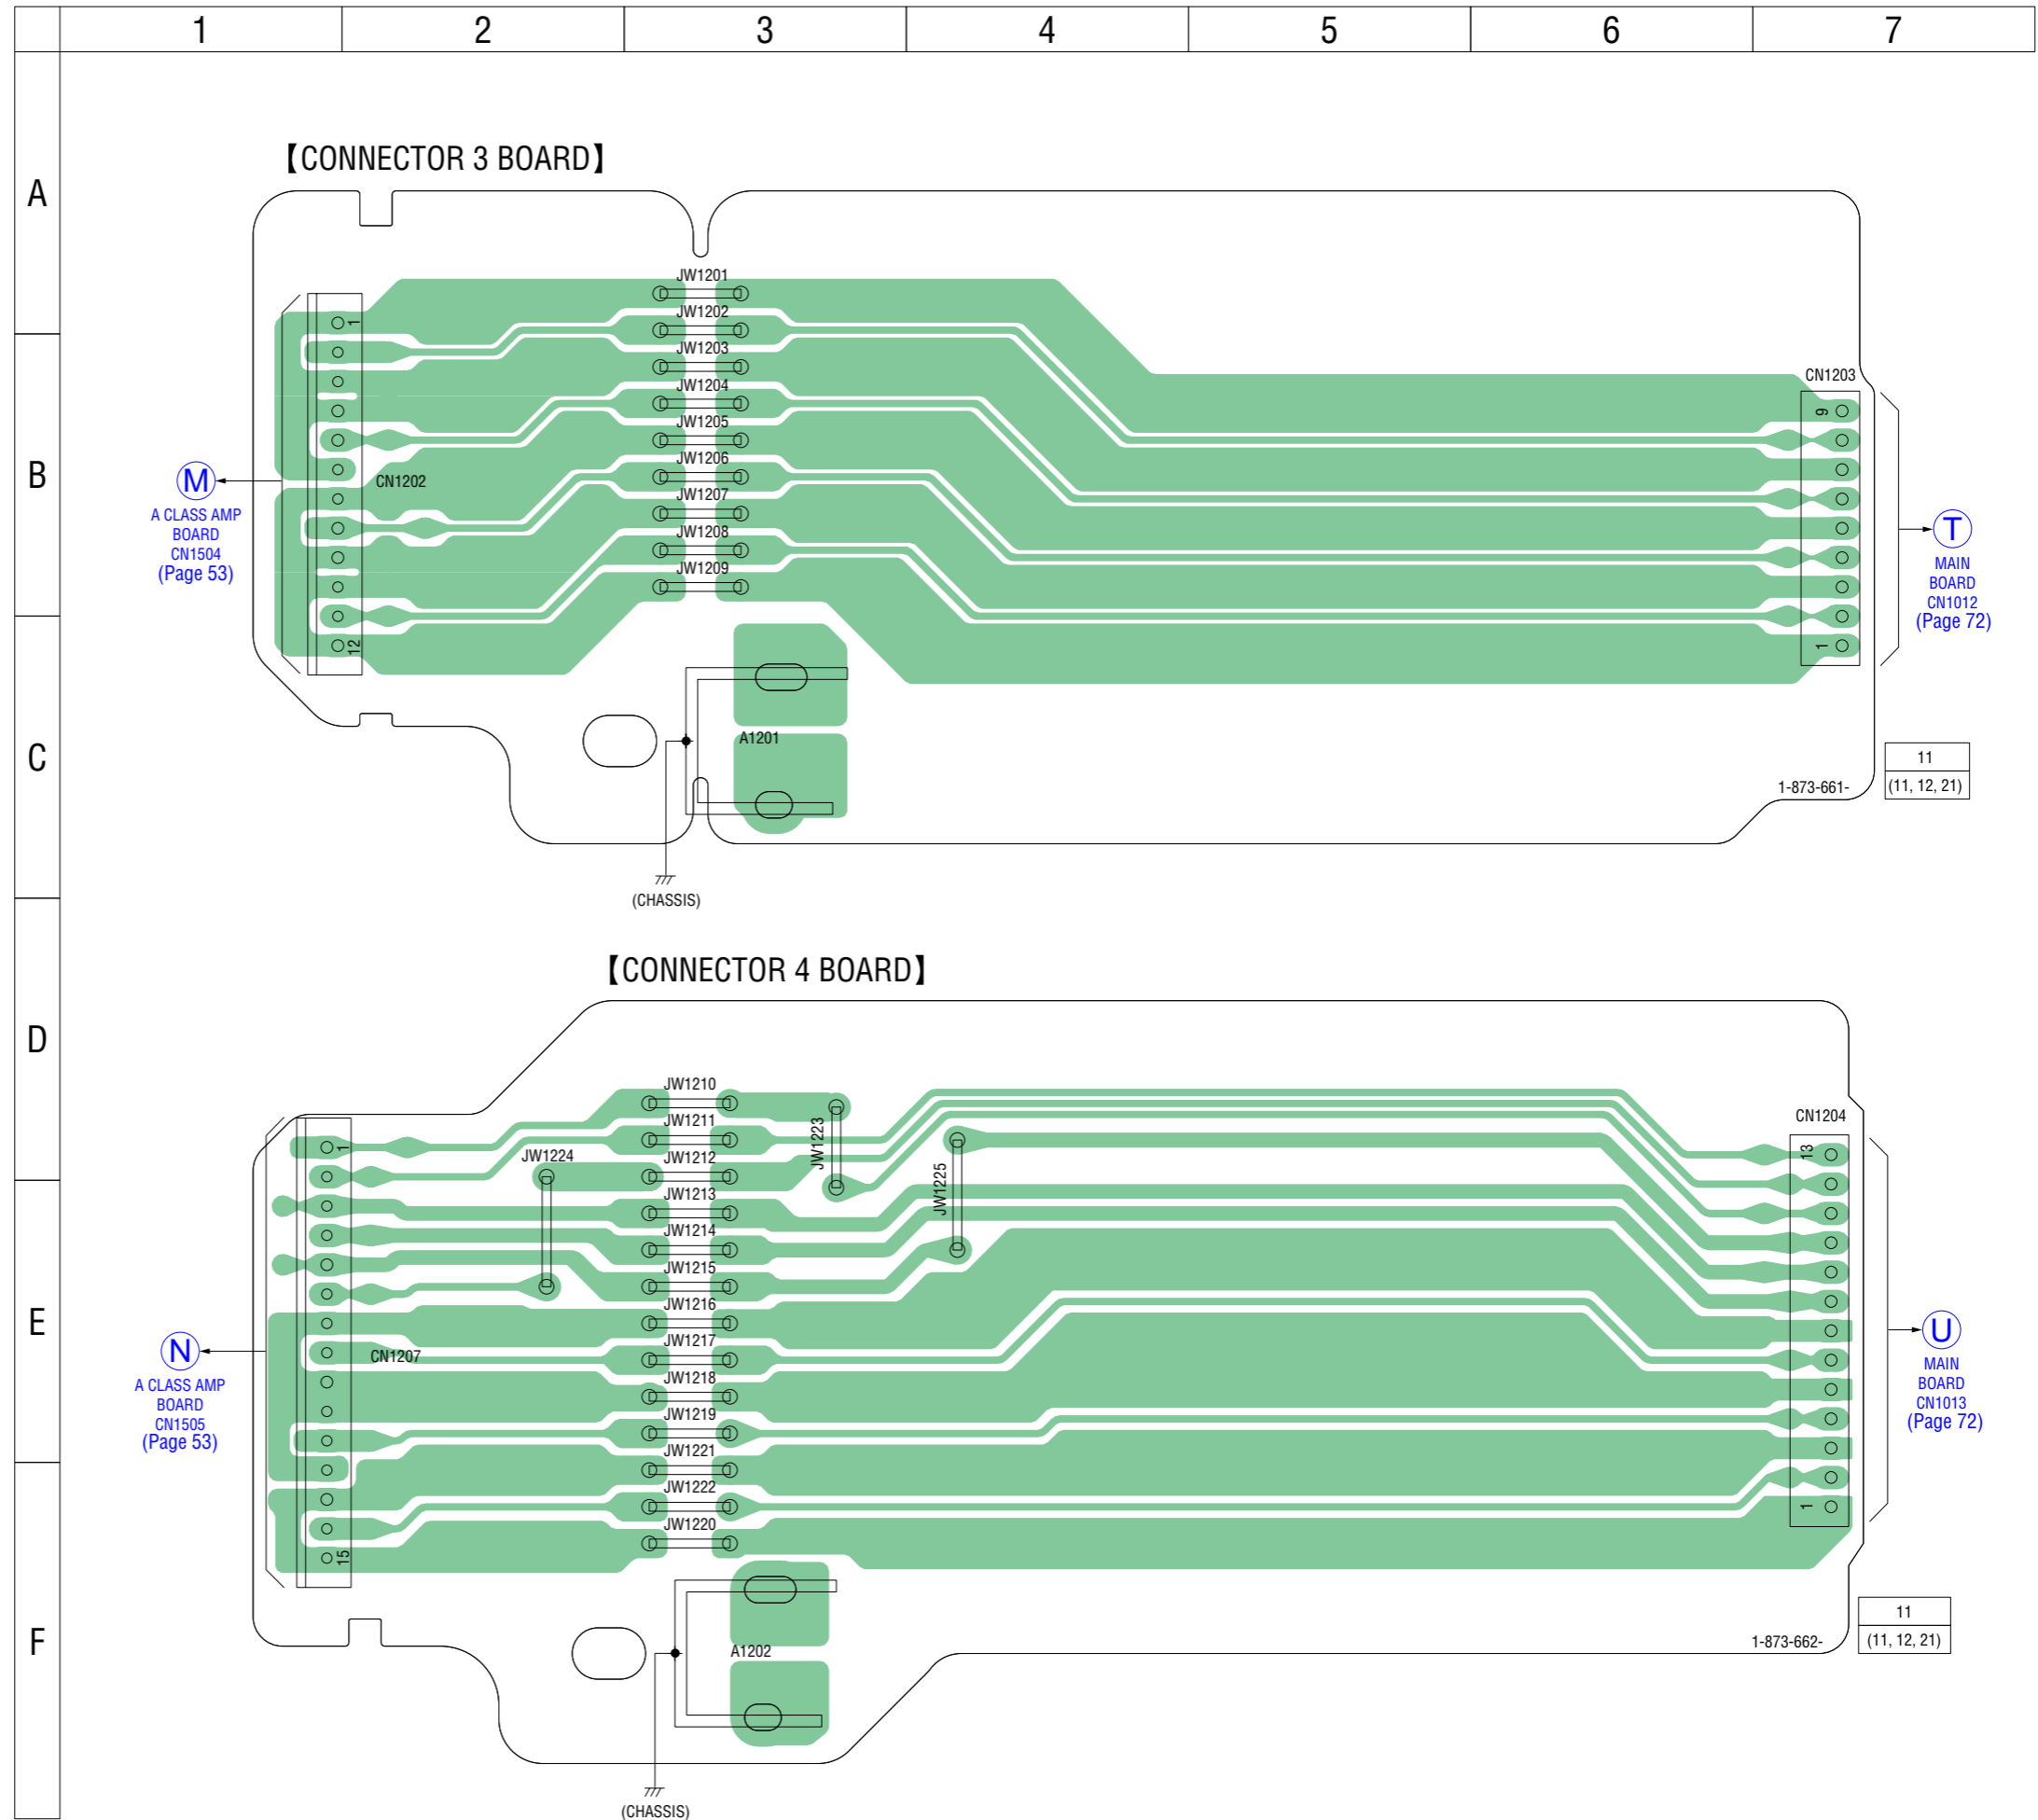 1 2 3 4 5 6 7
A
B
C
D
E
F
【CONNECTOR 3 BOARD】
JW1201
JW1202
JW1203
JW1204
JW1205
JW1206
JW1207
JW1208
JW1209
1
12
CN1202
M
A CLASS AMP
BOARD
CN1504
(Page 53)
CN1203
9
1
T
MAIN
BOARD
CN1012
(Page 72)
A1201
(CHASSIS)
1-873-661-
11
(11, 12, 21)
【CONNECTOR 4 BOARD】
JW1210
JW1211
JW1212
JW1213
JW1214
JW1215
JW1216
JW1217
JW1218
JW1219
JW1221
JW1222
JW1220
JW1223
JW1224
JW1225
1
15
CN1207
N
A CLASS AMP
BOARD
CN1505
(Page 53)
CN1204
13
1
U
MAIN
BOARD
CN1013
(Page 72)
A1202
(CHASSIS)
1-873-662-
11
(11, 12, 21)